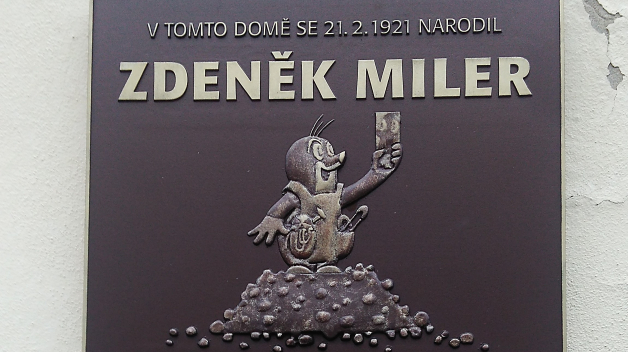 V TOMTO DOMĚ SE 21. 2. 1921 NARODIL
ZDENĚK MILER